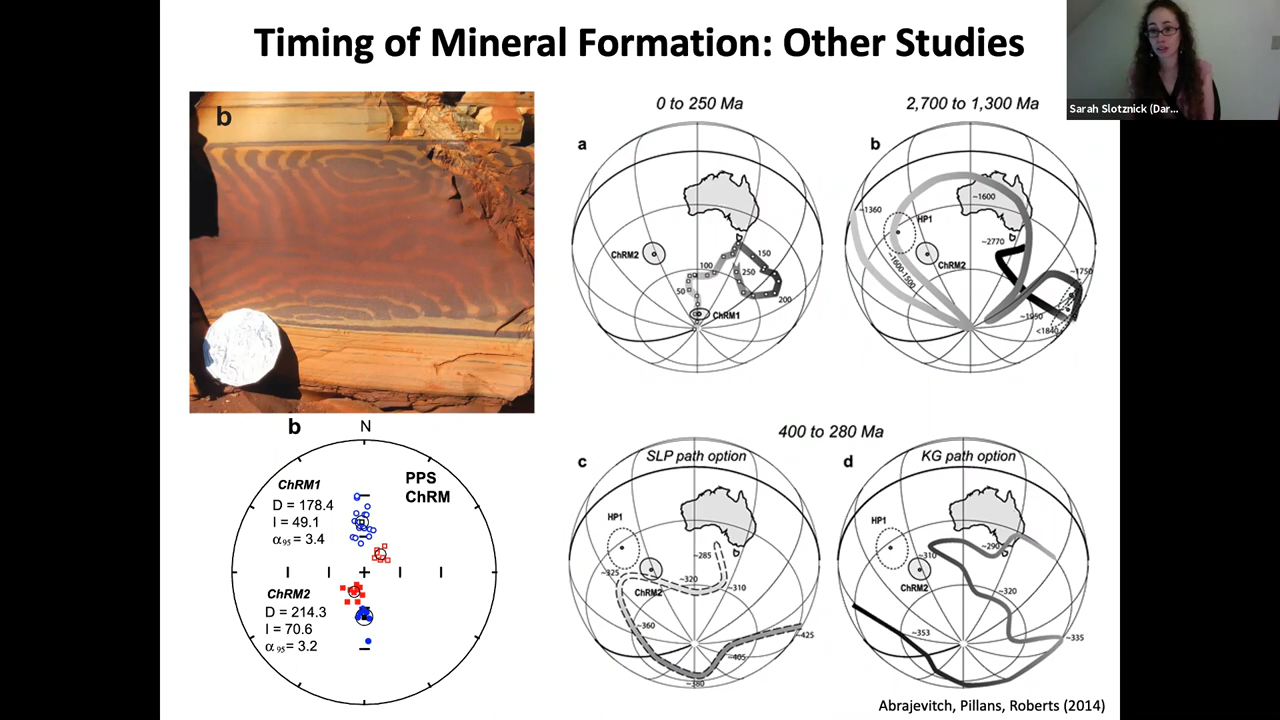 Timing of Mineral Formation: Other Studies
Sarah Slotznick (Dar...
b
0 to 250 Ma
a
ChRM2
100
150
250
50
200
ChRM1
2,700 to 1,300 Ma
b
~1600
~1360
HP1
~2770
ChRM2
~1600-1500
~1750
~1950
<1840
b
N
PPS
ChRM
ChRM1
D = 178.4
I = 49.1
α95 = 3.4
ChRM2
D = 214.3
I = 70.6
α95 = 3.2
400 to 280 Ma
c
SLP path option
HP1
~285
~325
~320
~310
ChRM2
~360
~425
~405
~380
d
KG path option
HP1
~310
~290
ChRM2
~320
~353
~335
Abrajevitch, Pillans, Roberts (2014)